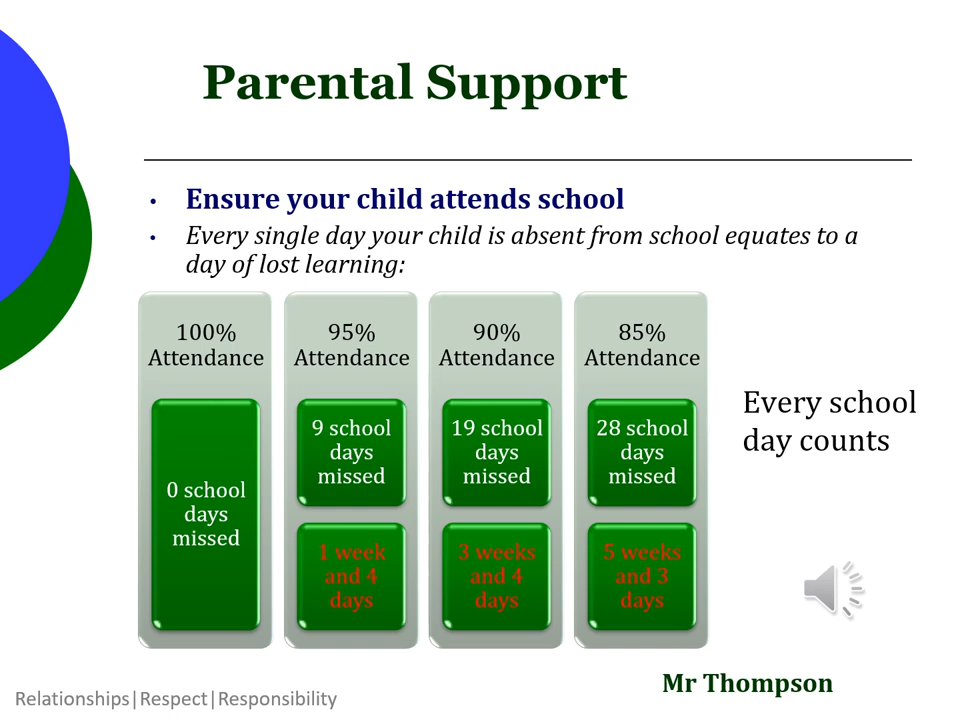 Parental Support
• Ensure your child attends school
• Every single day your child is absent from school equates to a
day of lost learning:
100%
Attendance
0 school
days
missed
95%
Attendance
9 school
days
missed
1 week
and 4
days
90%
Attendance
19 school
days
missed
3 weeks
and 4
days
85%
Attendance
28 school
days
missed
5 weeks
and 3
days
Every school
day counts
Mr Thompson
Relationships|Respect|Responsibility